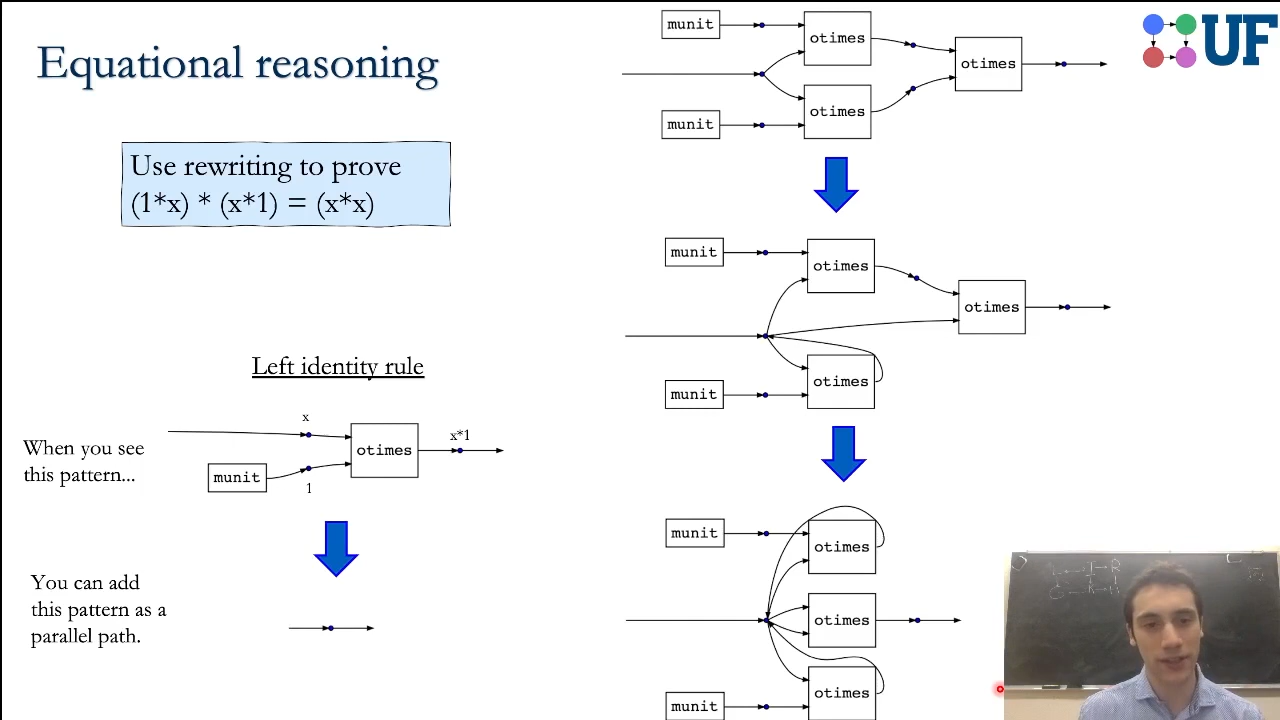 Equational reasoning
UF
Use rewriting to prove
(1*x) * (x*1) = (x*x)
munit
otimes
otimes
munit
otimes
munit
otimes
otimes
munit
otimes
Left identity rule
When you see
this pattern...
x
otimes
x*1
munit
1
You can add
this pattern as a
parallel path.
munit
otimes
otimes
munit
otimes